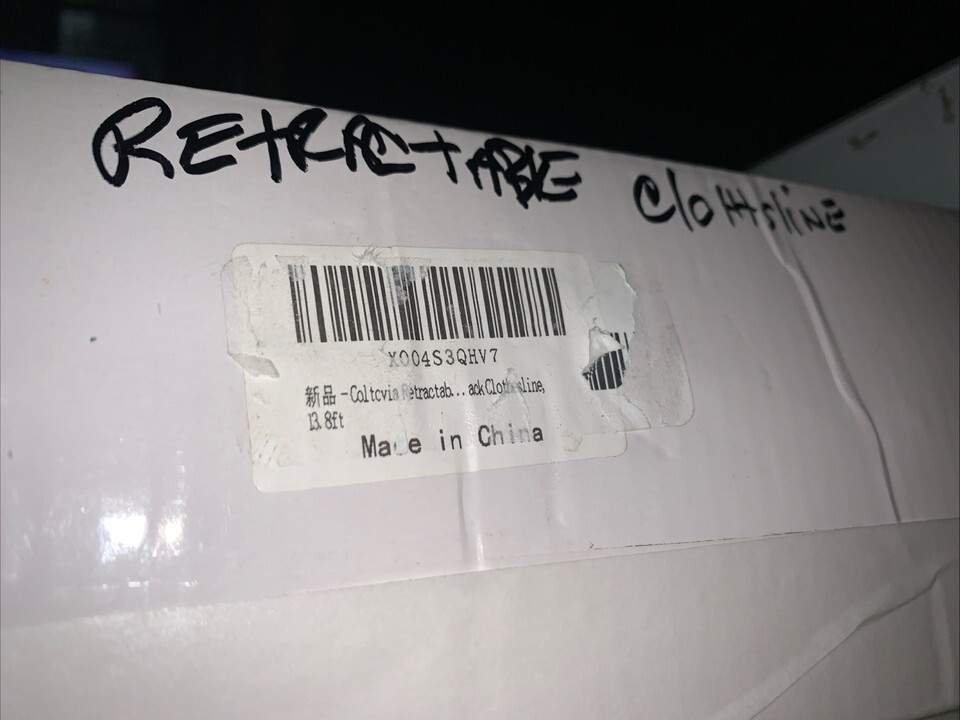 RETRACTABLE ClothSlINE
X004S3QHV7
新品 -Coltcvia Retractab... ack Clothesline,
13.8ft
Made in China